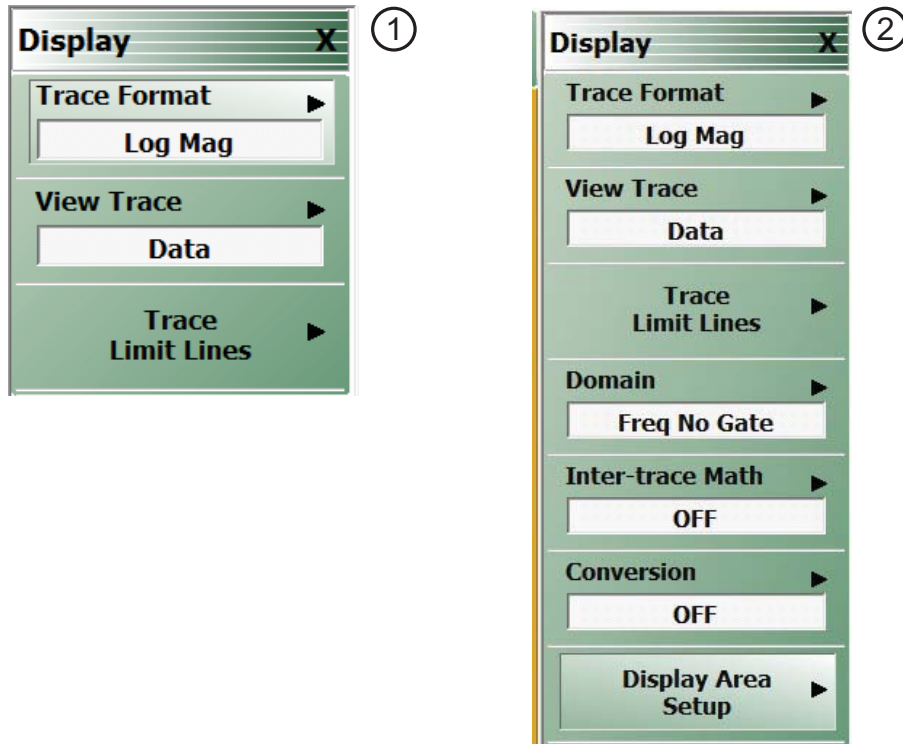 Display X
1
Trace Format
Log Mag
View Trace
Data
Trace
Limit Lines
Display X
2
Trace Format
Log Mag
View Trace
Data
Trace
Limit Lines
Domain
Freq No Gate
Inter-trace Math
OFF
Conversion
OFF
Display Area
Setup